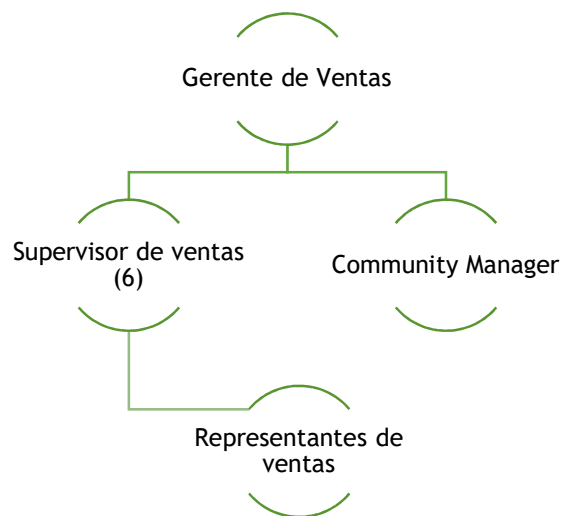 Gerente de Ventas
Supervisor de ventas
(6)
Community Manager
Representantes de
ventas